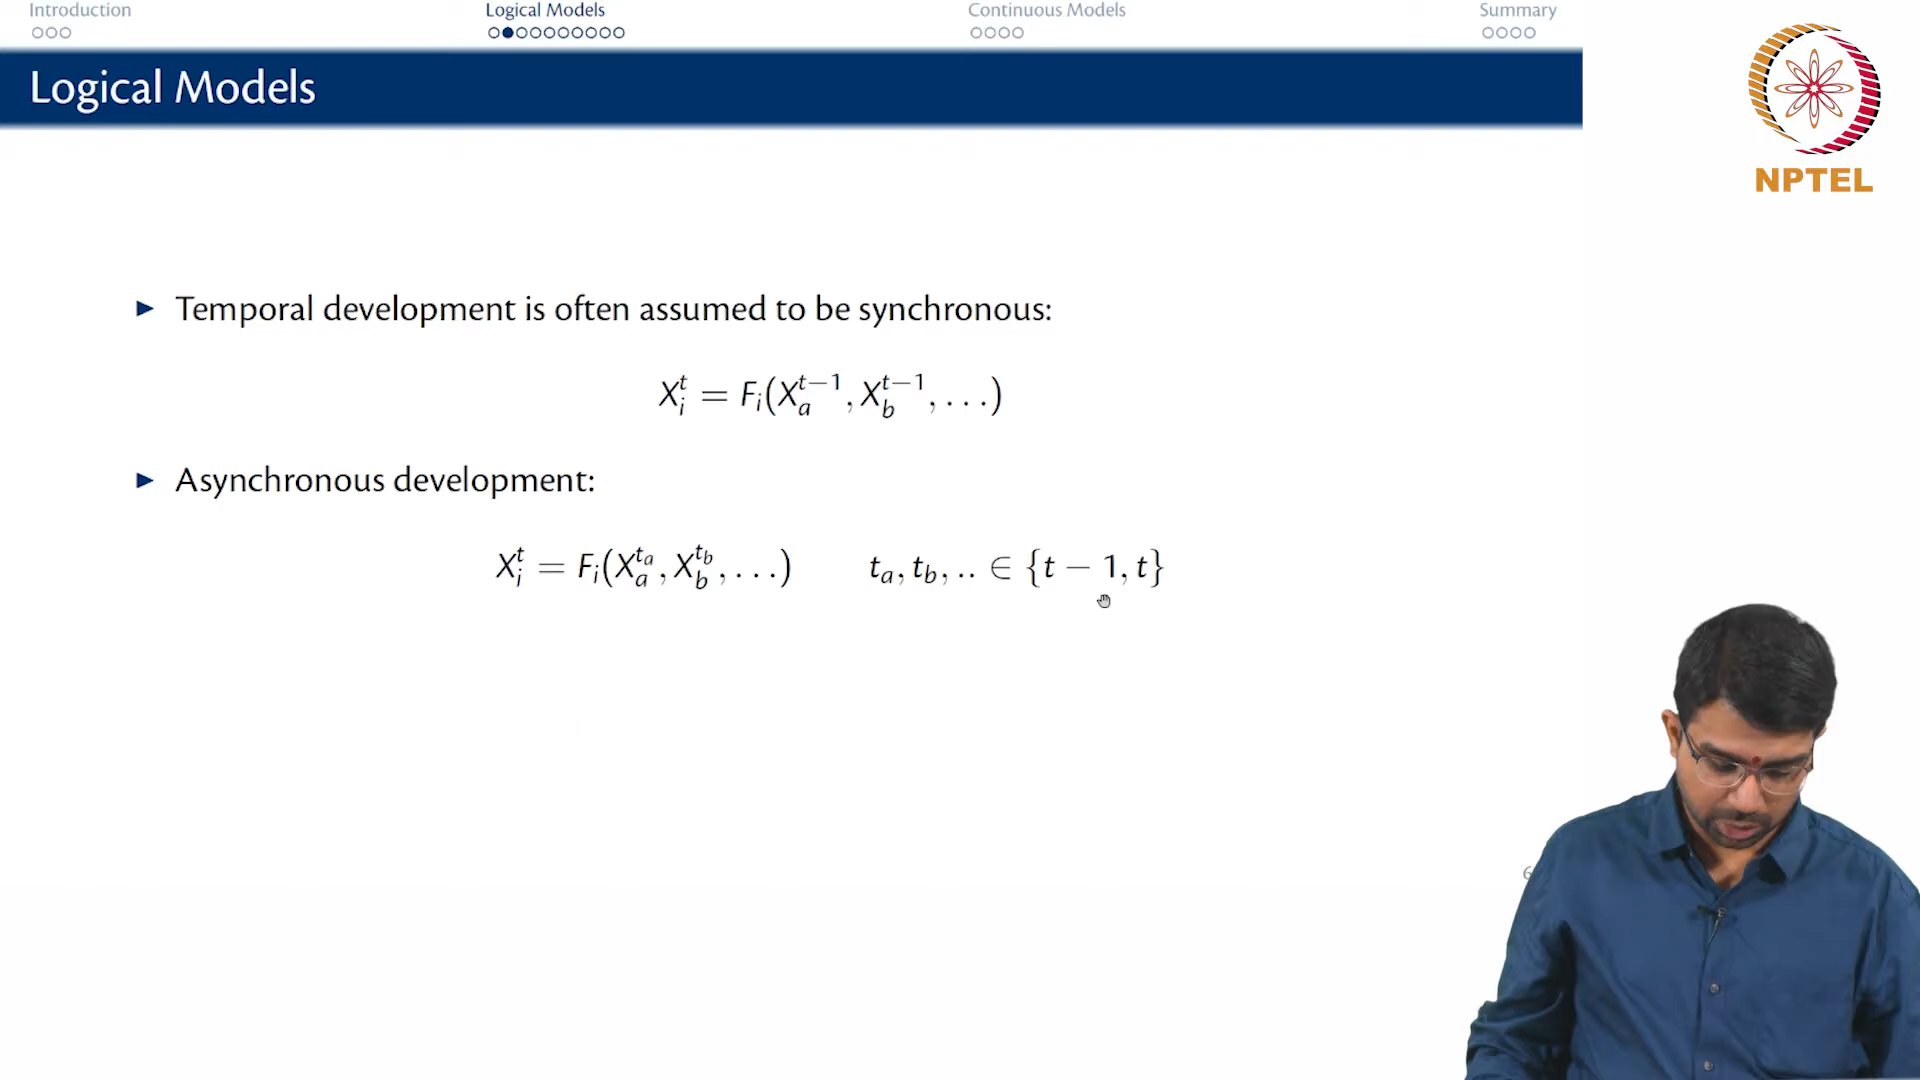 Introduction Logical Models Continuous Models Summary
Logical Models
NPTEL
▶ Temporal development is often assumed to be synchronous:
X_i^t = F_i(X_a^{t−1}, X_b^{t−1}, . . .)
▶ Asynchronous development:
X_i^t = F_i(X_a^{t_a}, X_b^{t_b}, . . .) t_a, t_b, .. ∈ {t − 1, t}